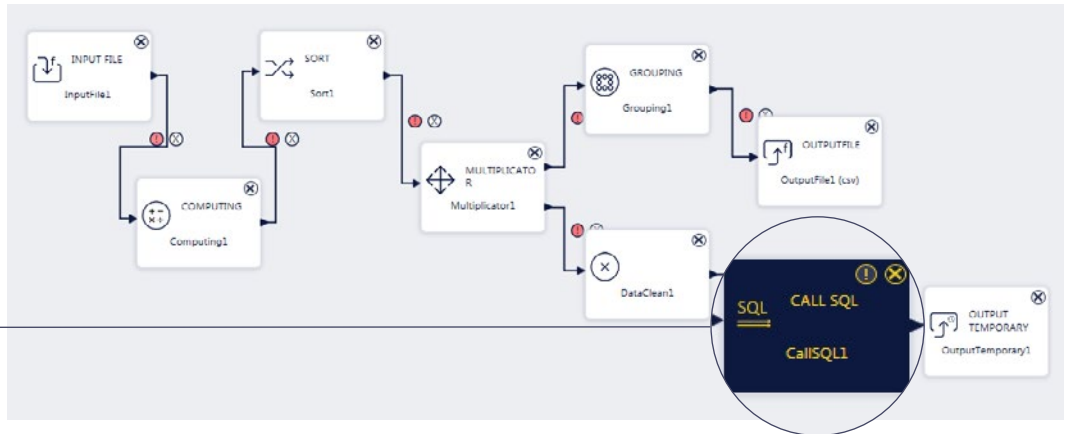 INPUT FILE
InputFile1
SORT
Sort1
COMPUTING
Computing1
MULTIPLICATO
R
Multiplicator1
GROUPING
Grouping1
OUTPUTFILE
OutputFile1 (csv)
DataClean1
SQL
CALL SQL
CallSQL1
OUTPUT
TEMPORARY
OutputTemporary1